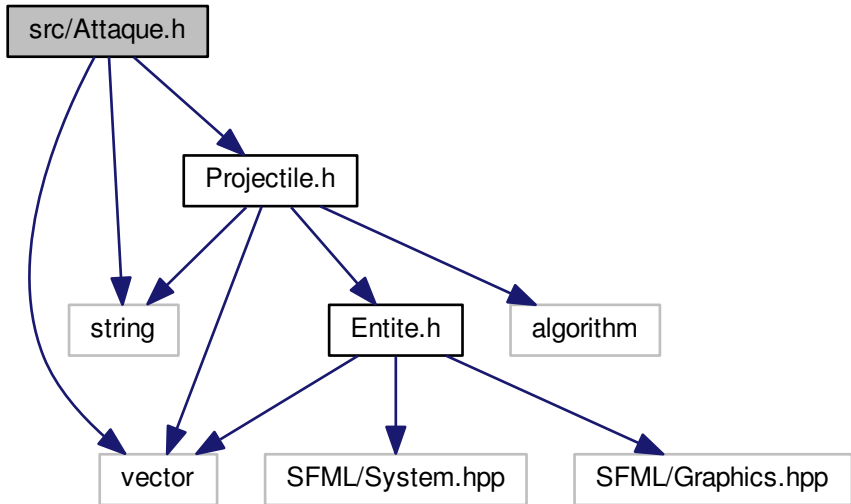 src/Attaque.h
Projectile.h
string
Entite.h
algorithm
vector
SFML/System.hpp
SFML/Graphics.hpp